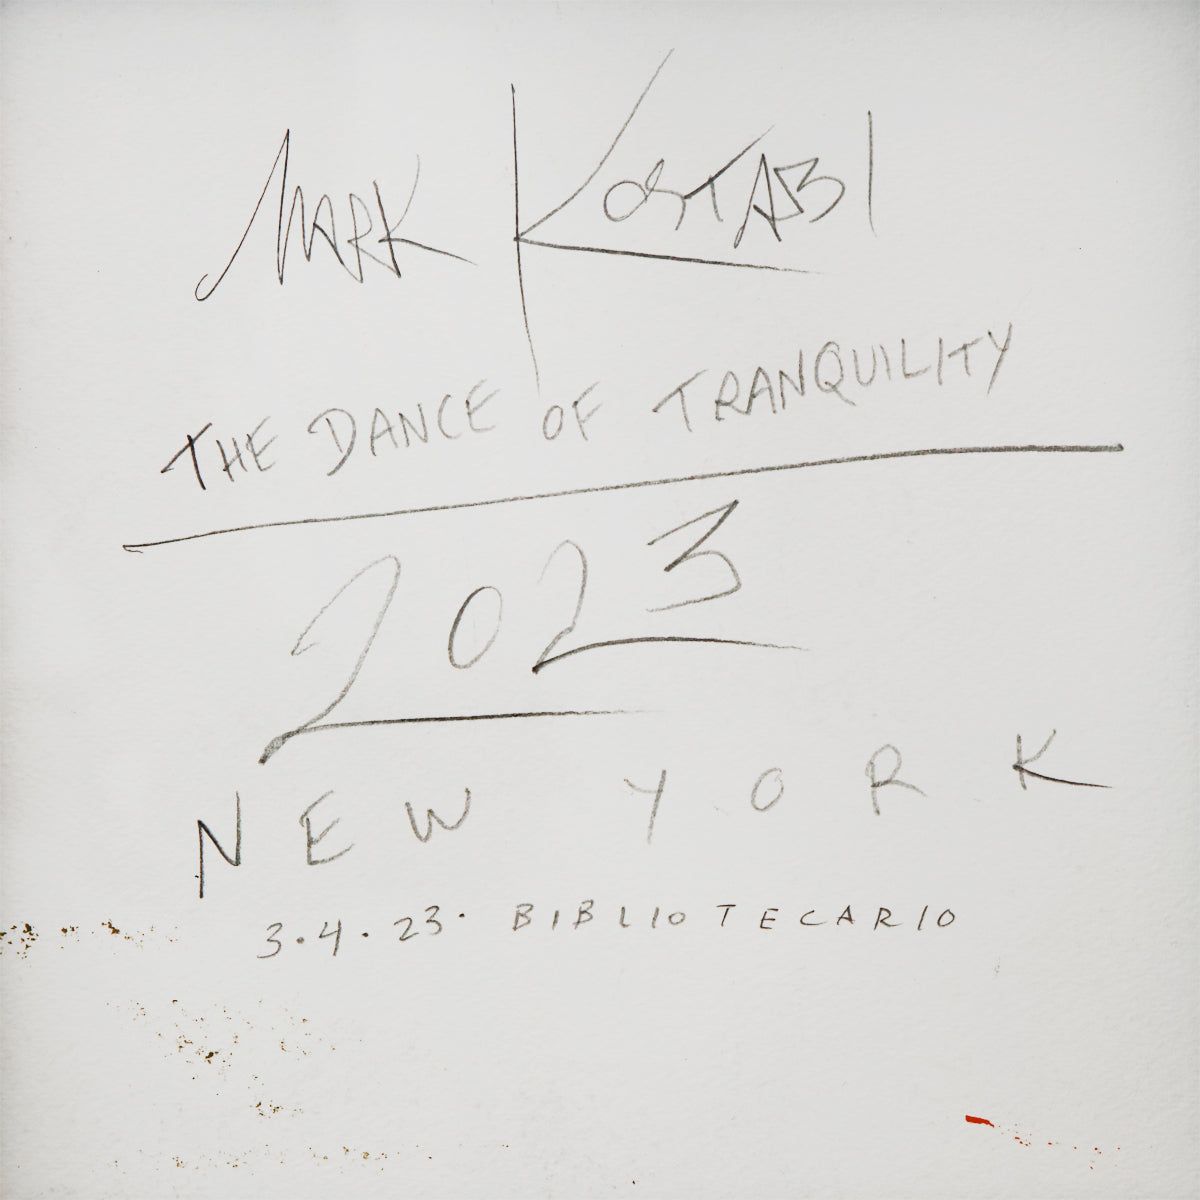 MARK KOSTABI
THE DANCE OF TRANQUILITY
2023
NEW YORK
3.4.23. BIBLIOTECARIO